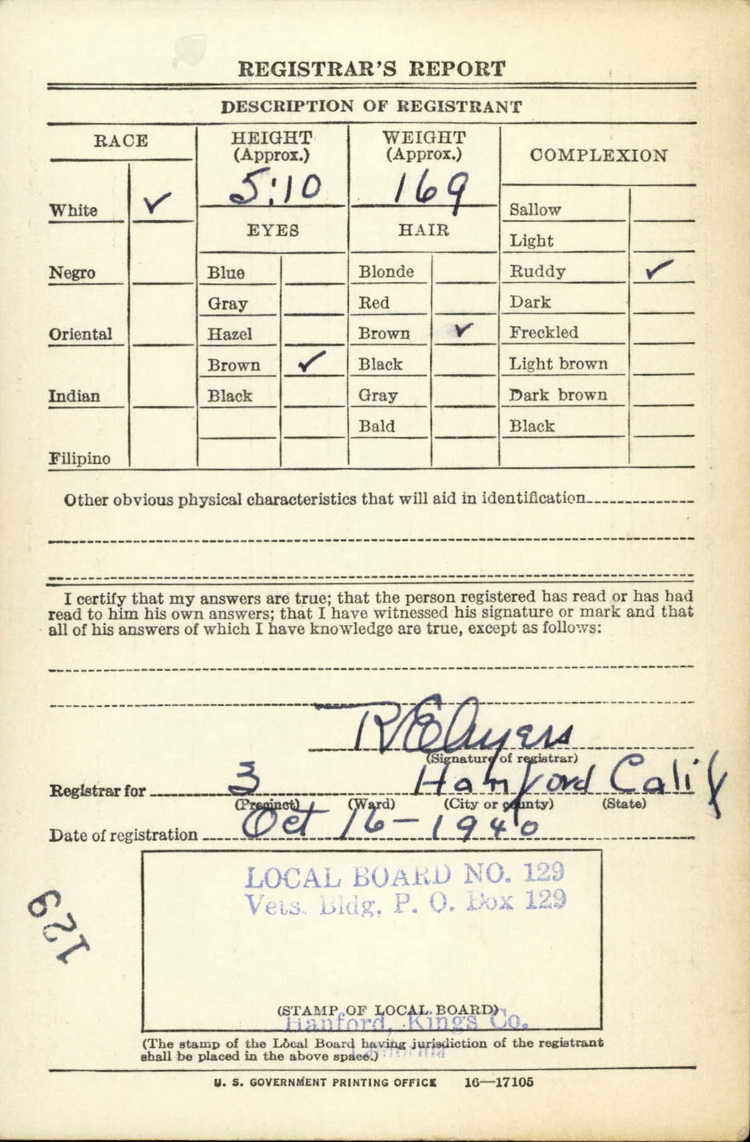 REGISTRAR'S REPORT
DESCRIPTION OF REGISTRANT
RACE
HEIGHT
(Approx.)
WEIGHT
(Approx.)
COMPLEXION
5:10
169
White ✓
EYES
HAIR
Sallow
Light
Negro
Blue
Blonde
Ruddy ✓
Gray
Red
Dark
Oriental
Hazel
Brown ✓
Freckled
Brown ✓
Black
Light brown
Indian
Black
Gray
Dark brown
Bald
Black
Filipino
Other obvious physical characteristics that will aid in identification
I certify that my answers are true; that the person registered has read or has had
read to him his own answers; that I have witnessed his signature or mark and that
all of his answers of which I have knowledge are true, except as follows:
R E Ayers
(Signature of registrar)
Registrar for 3 Hanford Calif
(Precinct) (Ward) (City or county) (State)
Date of registration Oct 16-1940
129
LOCAL BOARD NO. 129
Vets. Bldg. P. O. Box 129
(STAMP OF LOCAL BOARD)
Hanford, Kings Co.
(The stamp of the Local Board having jurisdiction of the registrant
California
shall be placed in the above space.)
U. S. GOVERNMENT PRINTING OFFICE 16—17105